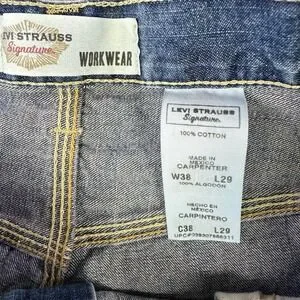 LEVI STRAUSS
Signature
WORKWEAR
LEVI STRAUSS
Signature
100% COTTON
MADE IN
MEXICO
CARPENTER
W38 L29
100% ALGODÓN
HECHO EN
MEXICO
CARPINTERO
C38 L29